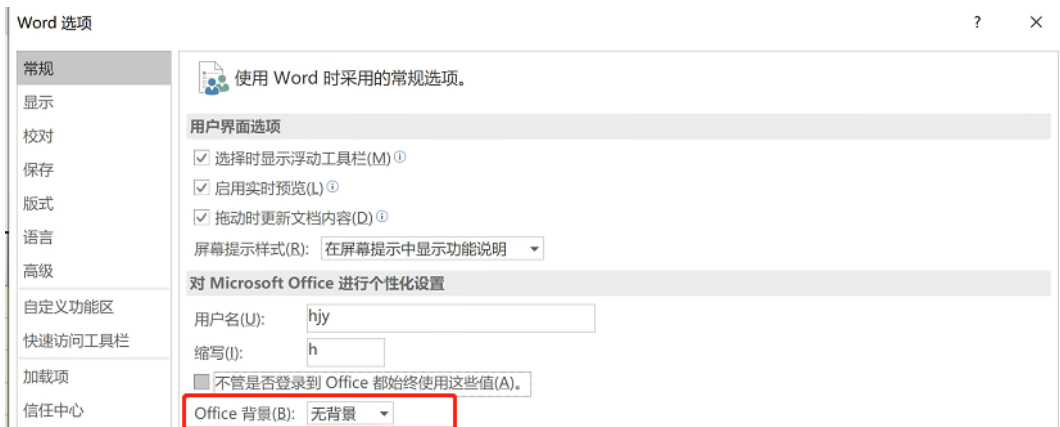 Word 选项
?
×
常规
显示
校对
保存
版式
语言
高级
自定义功能区
快速访问工具栏
加载项
信任中心
使用 Word 时采用的常规选项。
用户界面选项
选择时显示浮动工具栏(M)
启用实时预览(L)
拖动时更新文档内容(D)
屏幕提示样式(R): 在屏幕提示中显示功能说明
对 Microsoft Office 进行个性化设置
用户名(U): hjy
缩写(I): h
不管是否登录到 Office 都始终使用这些值(A)。
Office 背景(B): 无背景